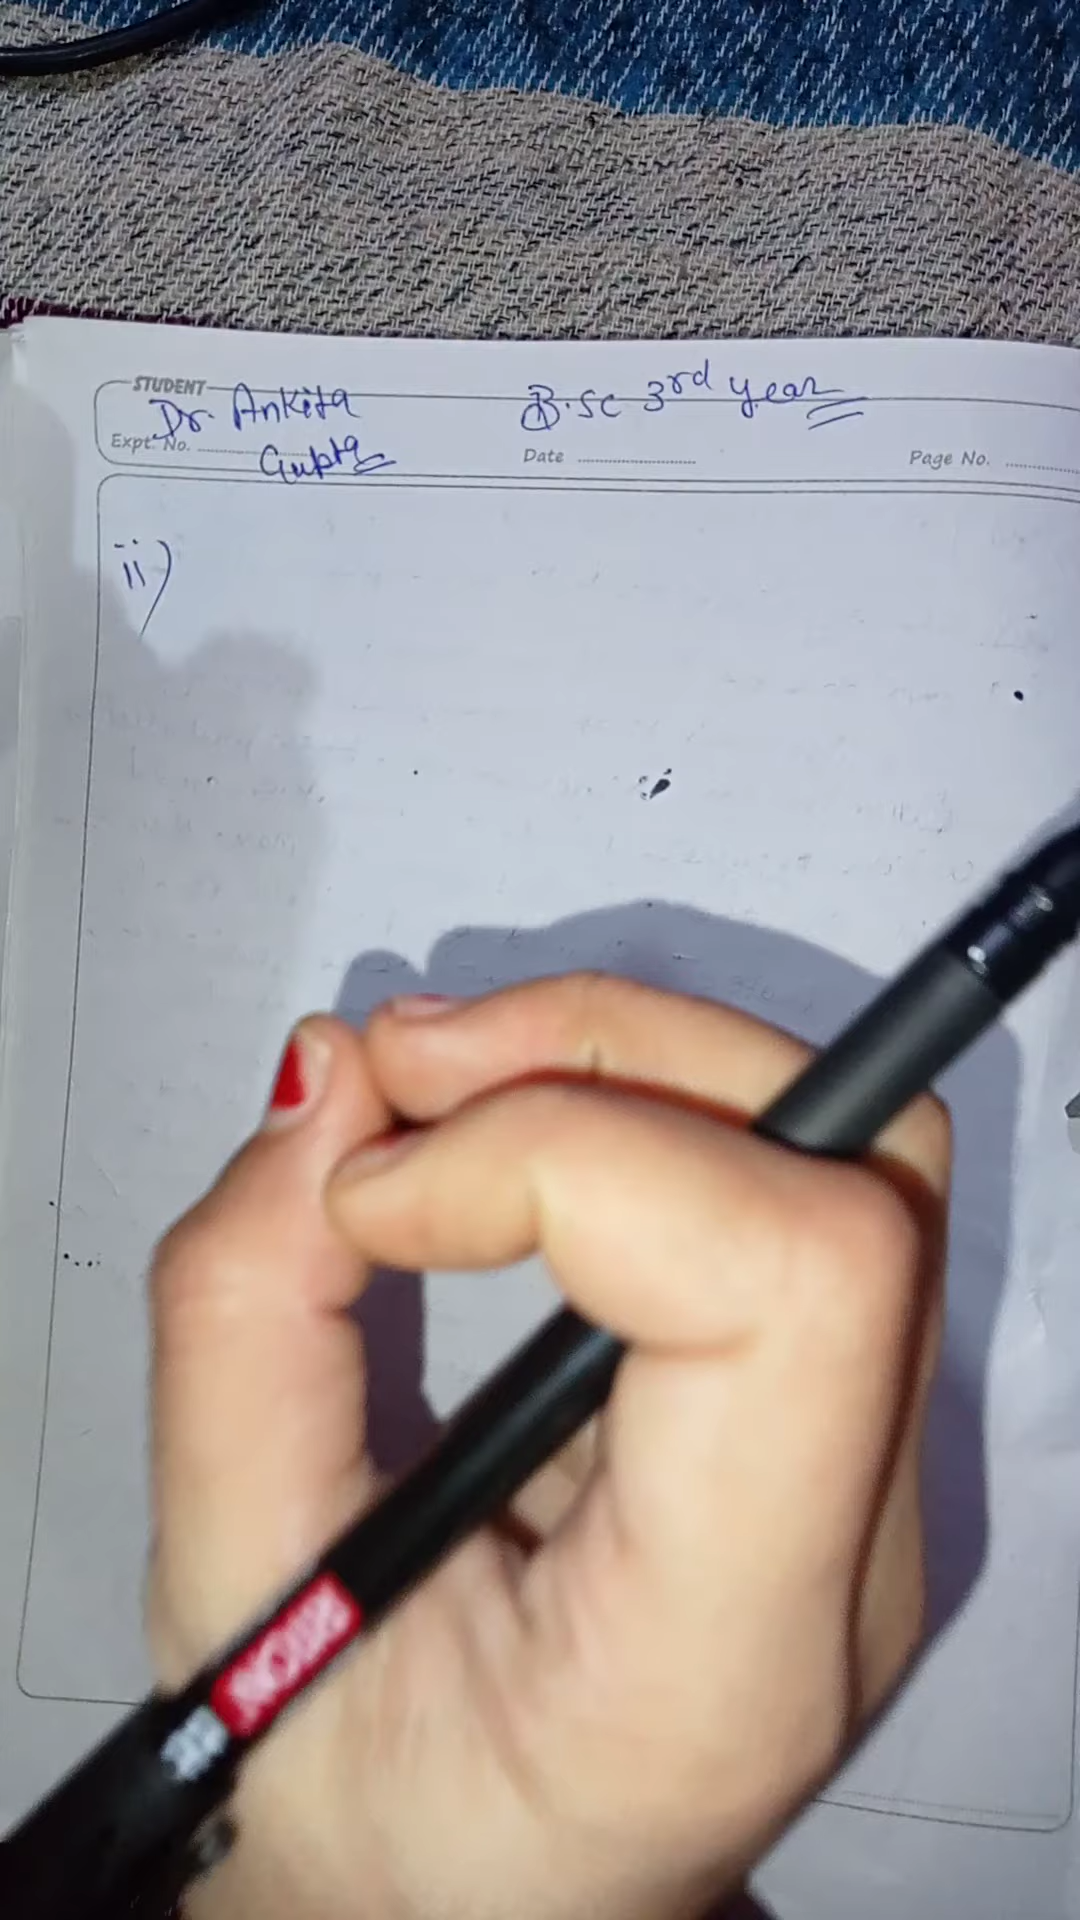 STUDENT
Dr. Ankita B.Sc 3rd year
Expt. No. Gupta Date Page No.
ii)